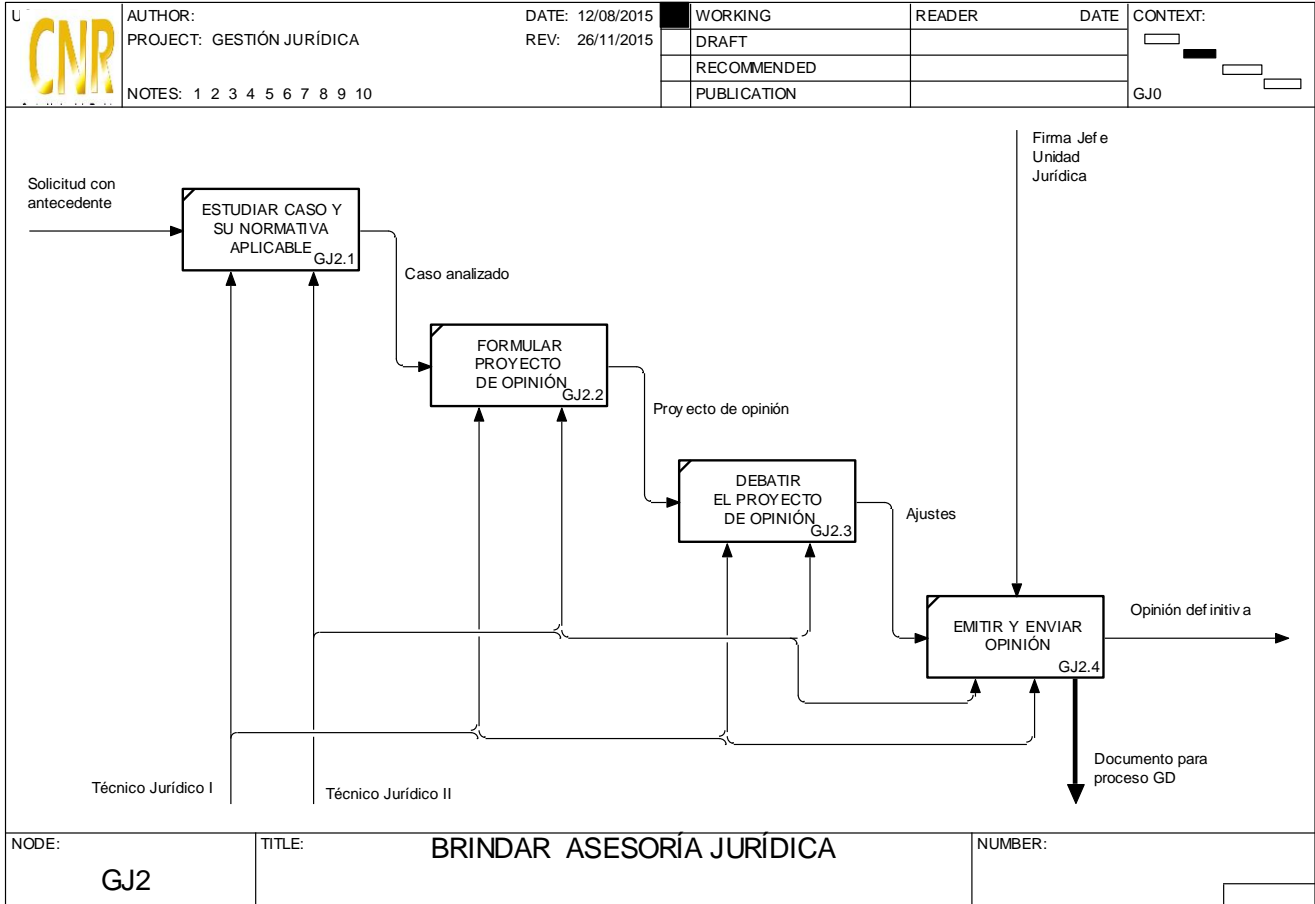 U
CNR
AUTHOR:
PROJECT: GESTIÓN JURÍDICA
NOTES: 1 2 3 4 5 6 7 8 9 10
DATE: 12/08/2015
REV: 26/11/2015
WORKING
DRAFT
RECOMMENDED
PUBLICATION
READER DATE
CONTEXT:
GJ0
Firma Jefe
Unidad
Jurídica
Solicitud con
antecedente
ESTUDIAR CASO Y
SU NORMATIVA
APLICABLE
GJ2.1
Caso analizado
FORMULAR
PROYECTO
DE OPINIÓN
GJ2.2
Proyecto de opinión
DEBATIR
EL PROYECTO
DE OPINIÓN
GJ2.3
Ajustes
EMITIR Y ENVIAR
OPINIÓN
GJ2.4
Opinión definitiva
Documento para
proceso GD
Técnico Jurídico I
Técnico Jurídico II
NODE:
GJ2
TITLE:
BRINDAR ASESORÍA JURÍDICA
NUMBER: